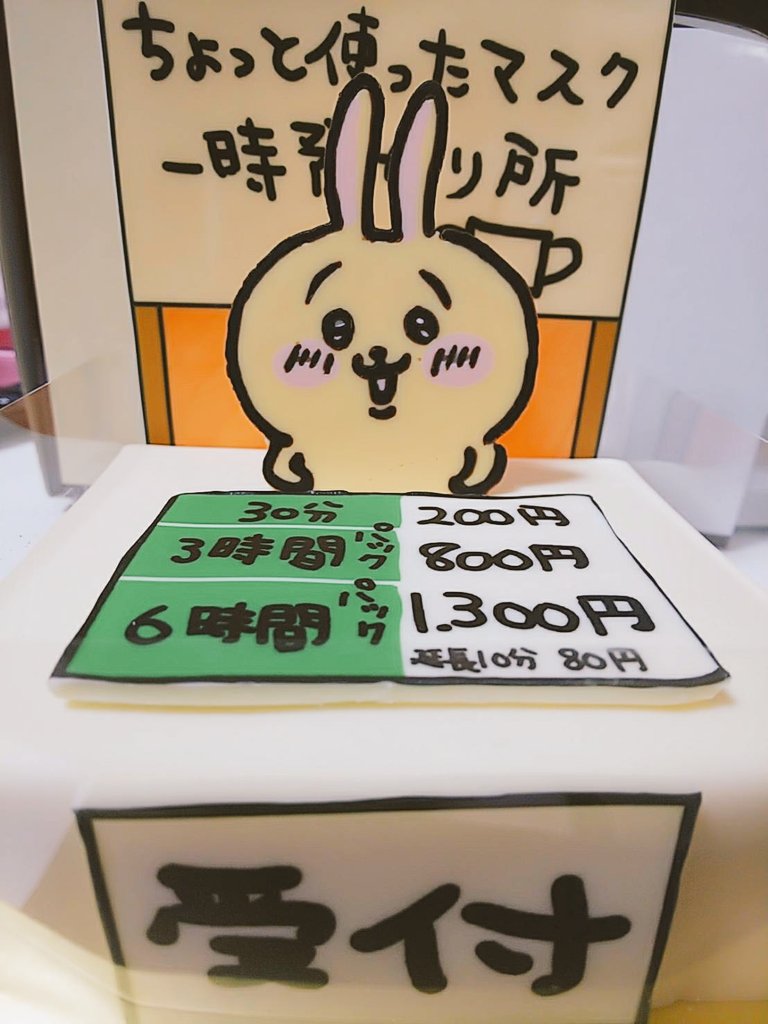 ちょっと使ったマスク
一時預り所
30分 200円
3時間パック 800円
6時間パック 1.300円
延長10分 80円
受付